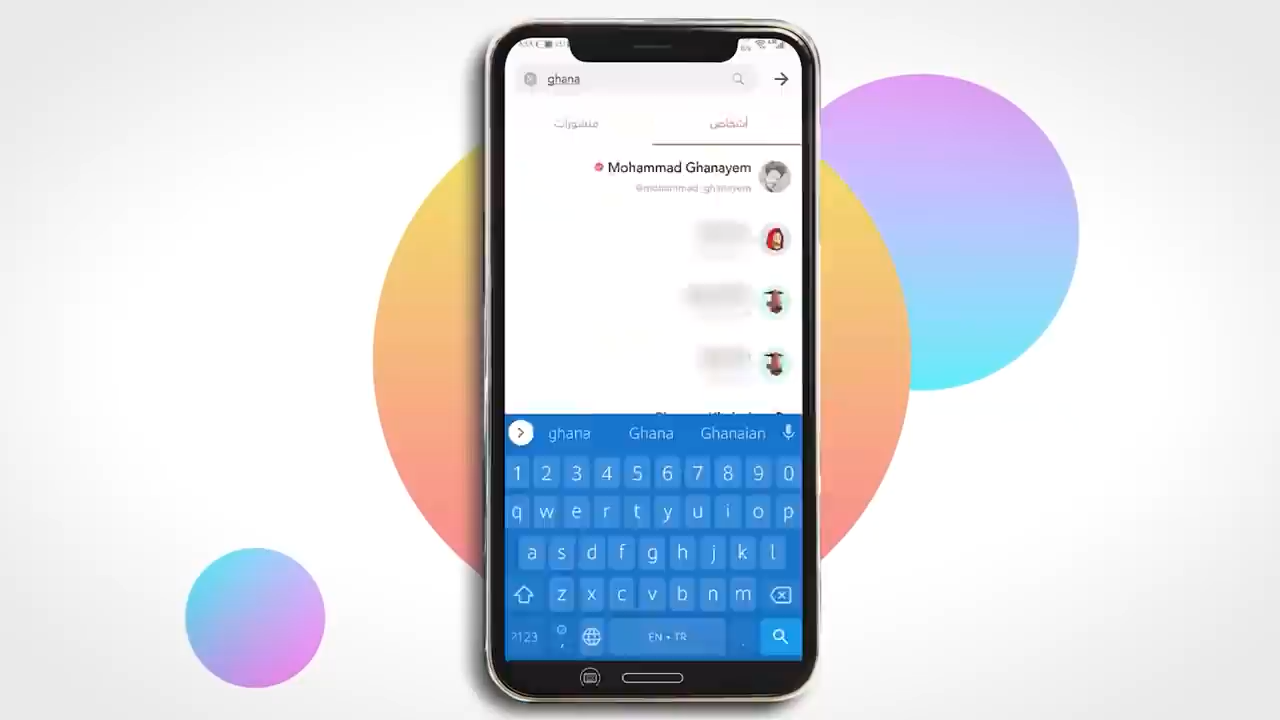 ghana
أشخاص
منشورات
Mohammad Ghanayem
@mohammad_ghanayem
ghana Ghana Ghanaian
1 2 3 4 5 6 7 8 9 0
q w e r t y u i o p
a s d f g h j k l
z x c v b n m
?123 , EN • TR .